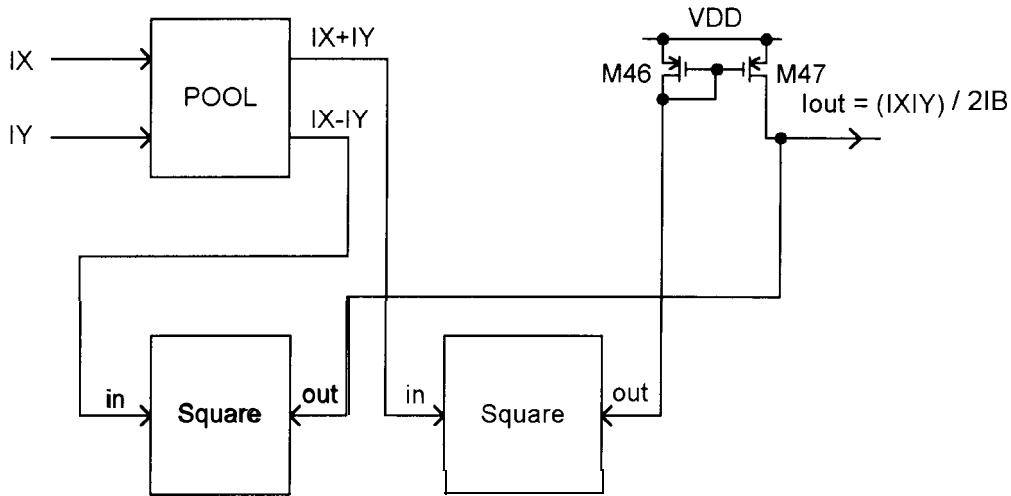 VDD
IX
POOL
IX+IY
M46
M47
IY
IX-IY
Iout = (IXIY) / 2IB
in
Square
out
in
Square
out